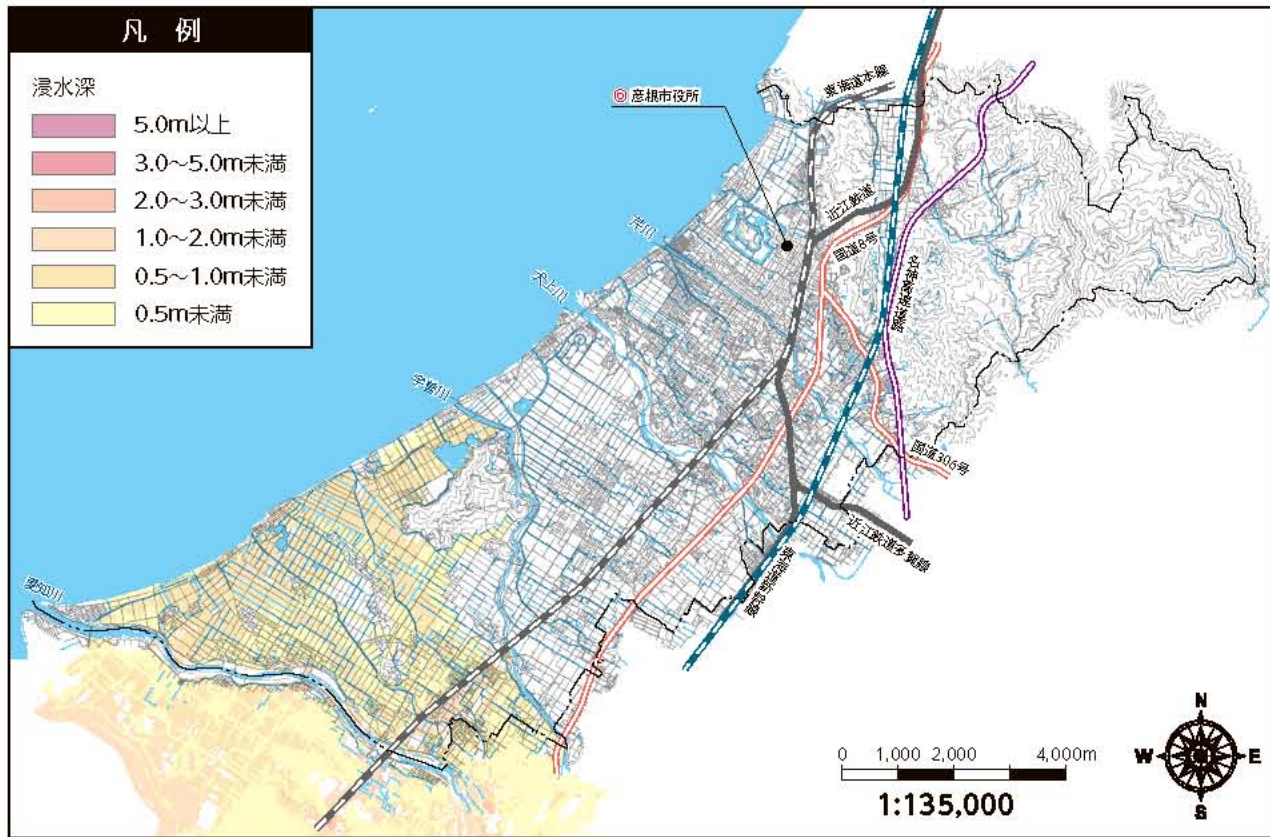 凡 例
浸水深
5.0m以上
3.0～5.0m未満
2.0～3.0m未満
1.0～2.0m未満
0.5～1.0m未満
0.5m未満
東海道本線
彦根市役所
近江鉄道
国道8号
芹川
犬上川
名神高速道路
宇曽川
国道306号
近江鉄道多賀線
東海道新幹線
愛知川
N
W
E
S
0 1,000 2,000 4,000m
1:135,000